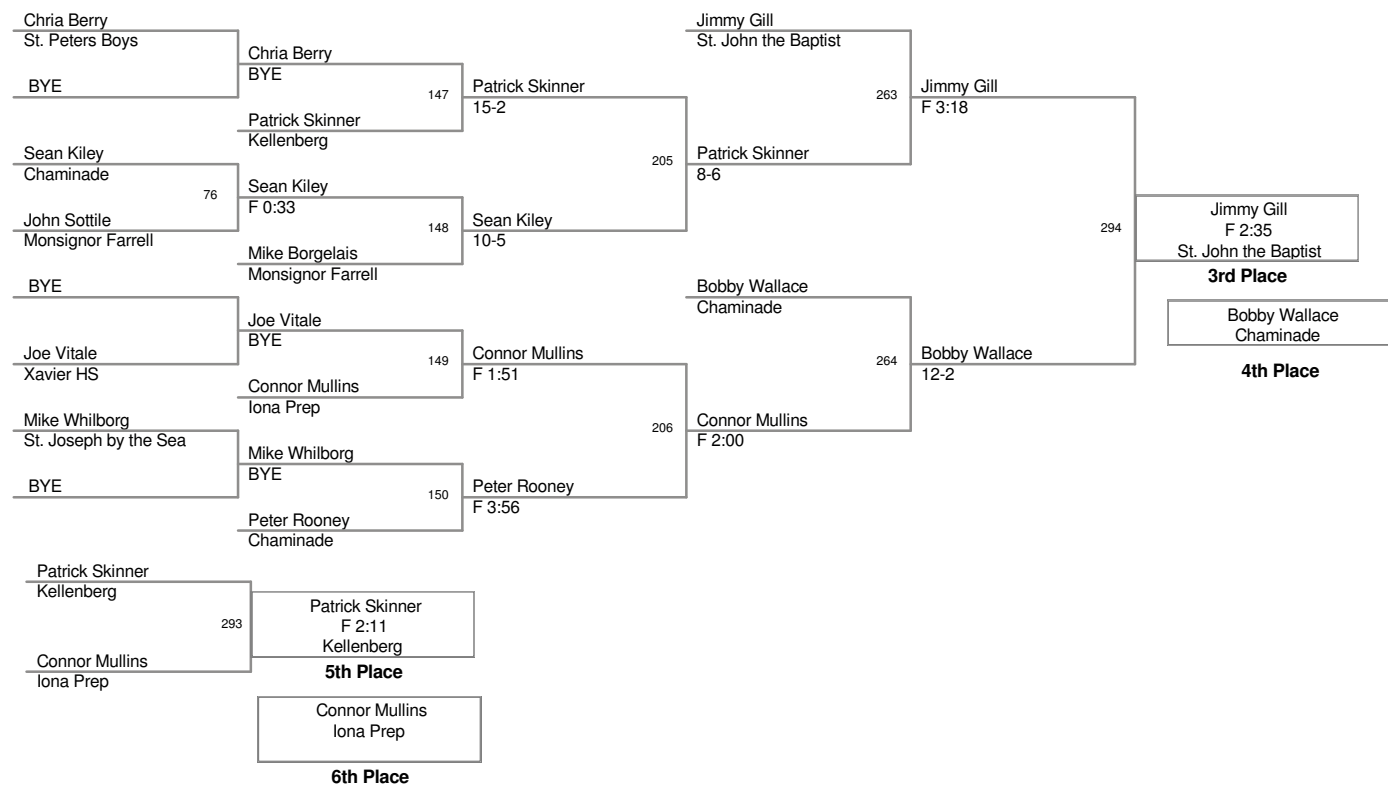 Chria Berry
St. Peters Boys
BYE
Sean Kiley
Chaminade
76
John Sottile
Monsignor Farrell
BYE
Joe Vitale
Xavier HS
Mike Whilborg
St. Joseph by the Sea
BYE
Chria Berry
BYE
147
Patrick Skinner
Kellenberg
Sean Kiley
F 0:33
148
Mike Borgelais
Monsignor Farrell
Joe Vitale
BYE
149
Connor Mullins
Iona Prep
Mike Whilborg
BYE
150
Peter Rooney
Chaminade
Patrick Skinner
15-2
205
Sean Kiley
10-5
Connor Mullins
F 1:51
206
Peter Rooney
F 3:56
Jimmy Gill
St. John the Baptist
263
Patrick Skinner
8-6
Bobby Wallace
Chaminade
264
Connor Mullins
F 2:00
Jimmy Gill
F 3:18
294
Bobby Wallace
12-2
Jimmy Gill
F 2:35
St. John the Baptist
3rd Place
Bobby Wallace
Chaminade
4th Place
Patrick Skinner
Kellenberg
293
Connor Mullins
Iona Prep
Patrick Skinner
F 2:11
Kellenberg
5th Place
Connor Mullins
Iona Prep
6th Place